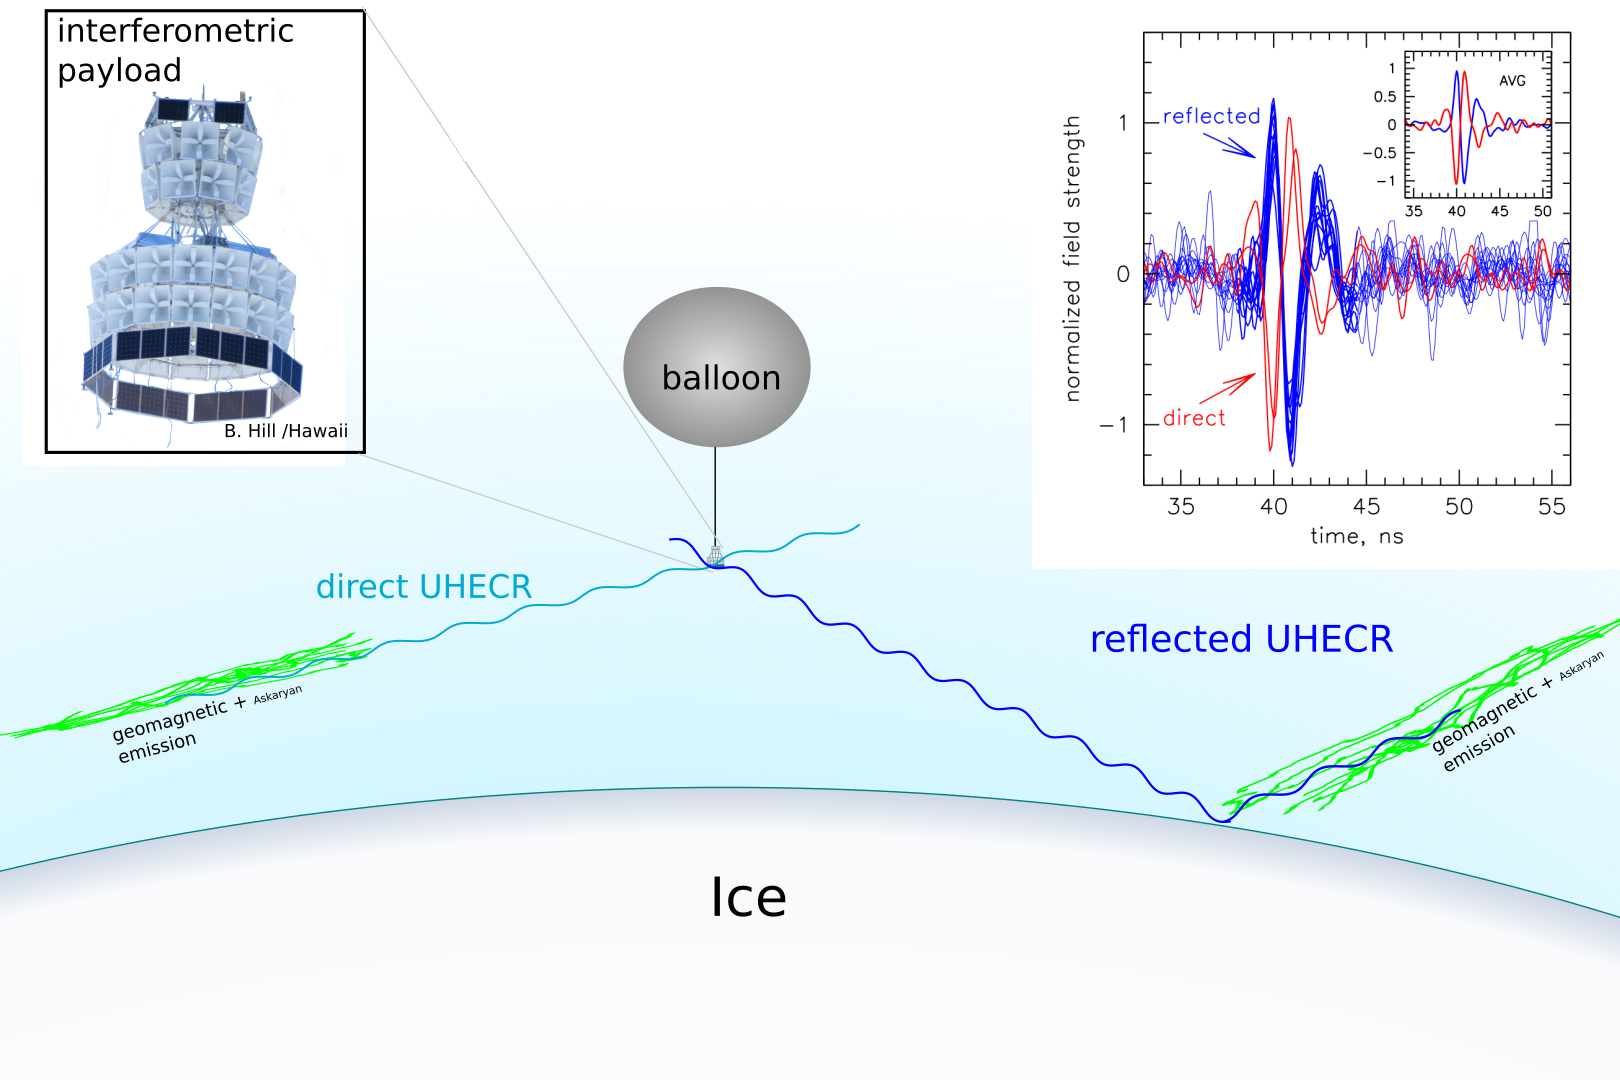 interferometric
payload
B. Hill /Hawaii
balloon
direct UHECR
geomagnetic + Askaryan
emission
reflected UHECR
geomagnetic + Askaryan
emission
Ice
normalized field strength
1
0
−1
reflected
direct
35 40 45 50 55
time, ns
AVG
1
0.5
0
−0.5
−1
35 40 45 50